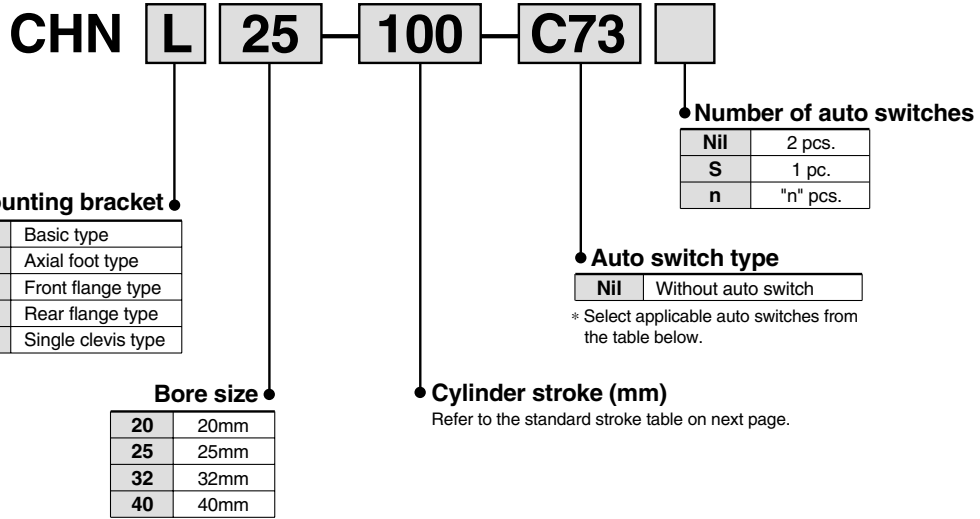 CHN L 25 — 100 — C73
Number of auto switches
Nil 2 pcs.
S 1 pc.
n "n" pcs.
ounting bracket
Basic type
Axial foot type
Front flange type
Rear flange type
Single clevis type
Auto switch type
Nil Without auto switch
* Select applicable auto switches from
the table below.
Bore size
20 20mm
25 25mm
32 32mm
40 40mm
Cylinder stroke (mm)
Refer to the standard stroke table on next page.